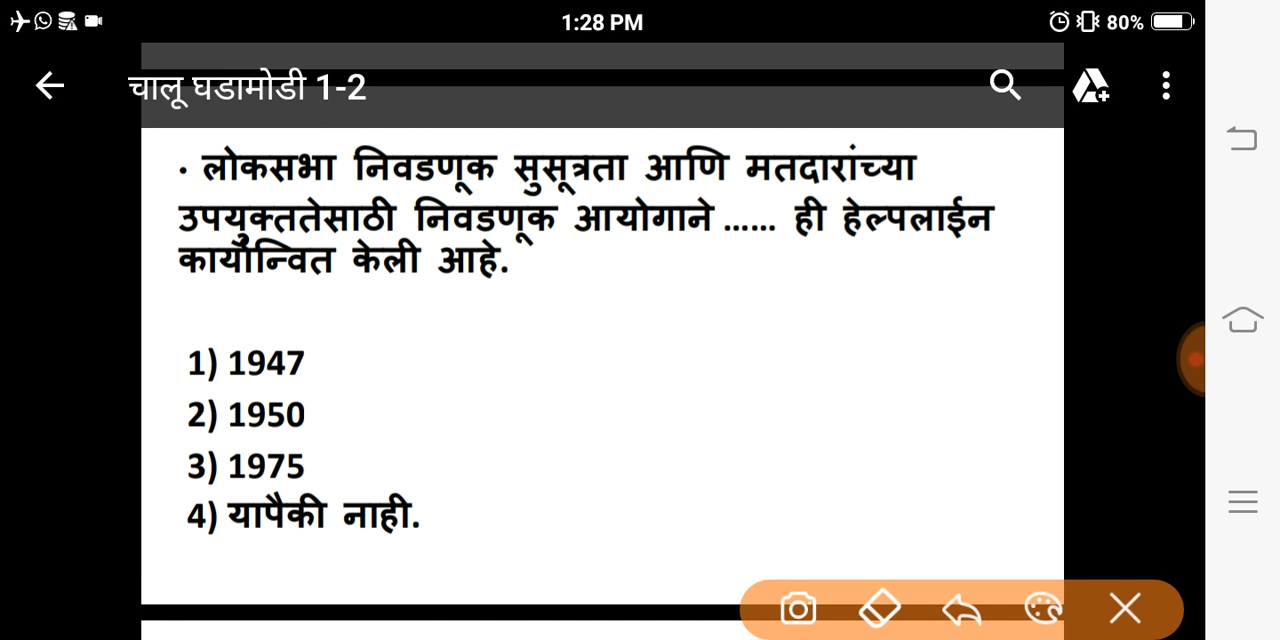 1:28 PM
80%
चालू घडामोडी 1-2
· लोकसभा निवडणूक सुसूत्रता आणि मतदारांच्या
उपयुक्ततेसाठी निवडणूक आयोगाने ...... ही हेल्पलाईन
कार्यान्वित केली आहे.
1) 1947
2) 1950
3) 1975
4) यापैकी नाही.